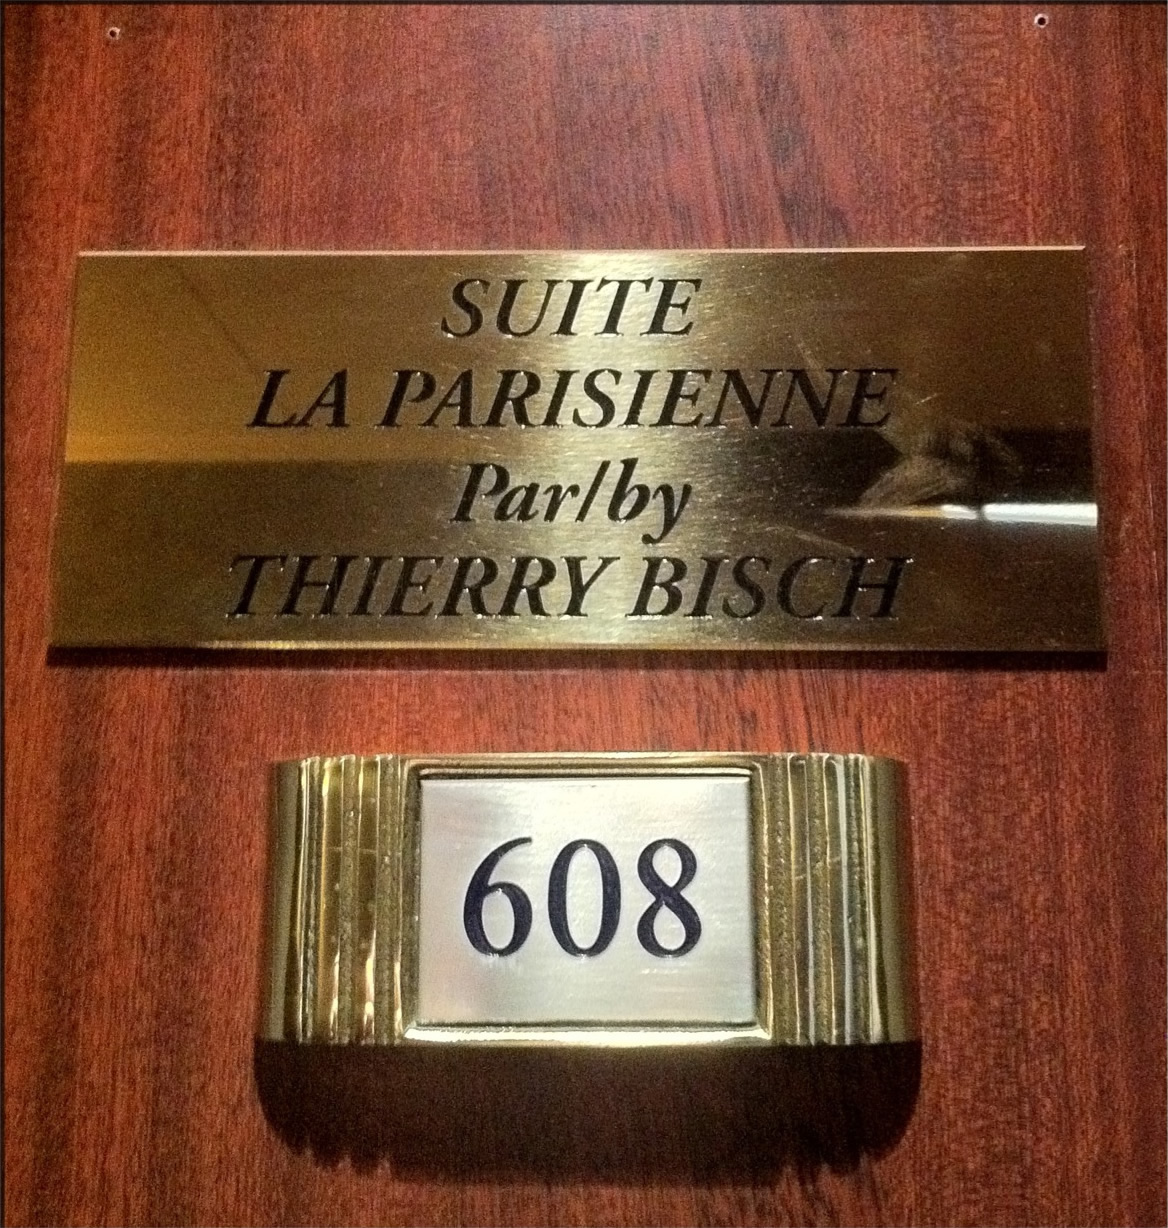 SUITE
LA PARISIENNE
Par/by
THIERRY BISCH
608